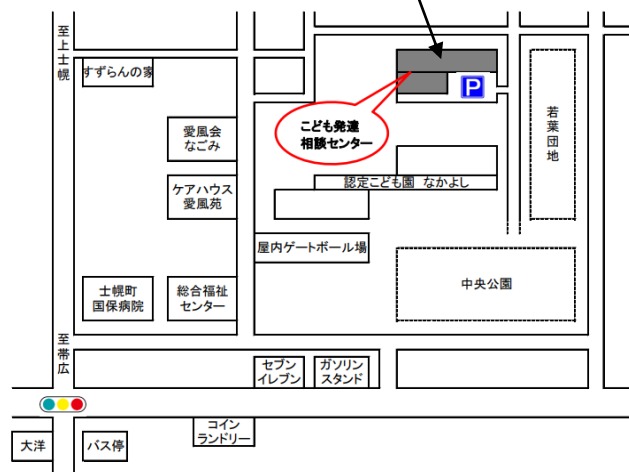 至上士幌
すずらんの家
P
こども発達
相談センター
若葉団地
愛風会
なごみ
ケアハウス
愛風苑
認定こども園 なかよし
屋内ゲートボール場
中央公園
士幌町
国保病院
総合福祉
センター
至帯広
セブン
イレブン
ガソリン
スタンド
コイン
ランドリー
大洋
バス停